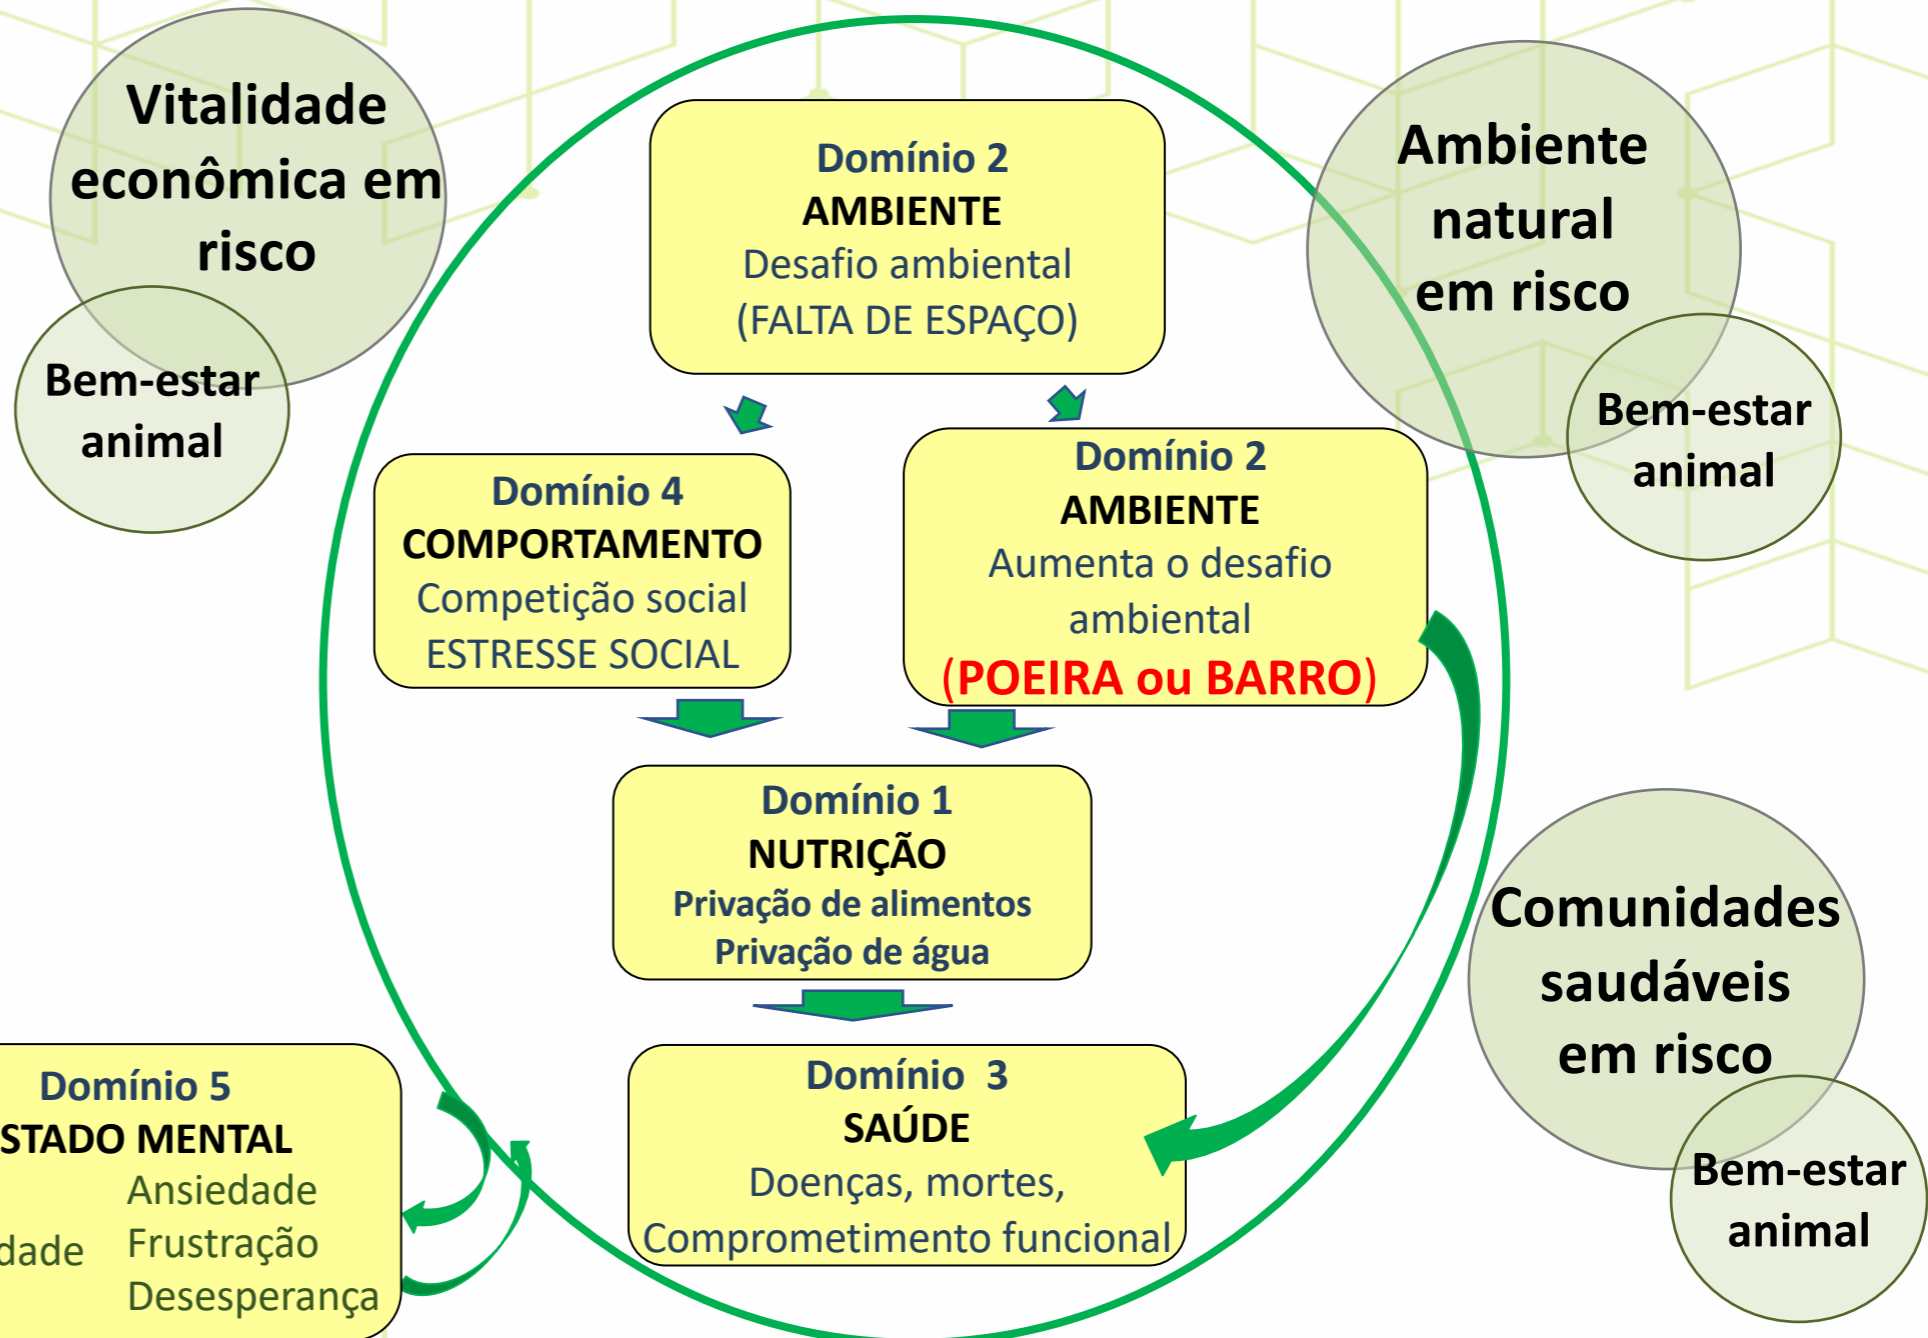 Vitalidade
econômica em
risco
Bem-estar
animal
Domínio 2
AMBIENTE
Desafio ambiental
(FALTA DE ESPAÇO)
Ambiente
natural
em risco
Bem-estar
animal
Domínio 4
COMPORTAMENTO
Competição social
ESTRESSE SOCIAL
Domínio 2
AMBIENTE
Aumenta o desafio
ambiental
(POEIRA ou BARRO)
Domínio 1
NUTRIÇÃO
Privação de alimentos
Privação de água
Comunidades
saudáveis
em risco
Bem-estar
animal
Domínio 5
STADO MENTAL
Ansiedade
dade Frustração
Desesperança
Domínio 3
SAÚDE
Doenças, mortes,
Comprometimento funcional